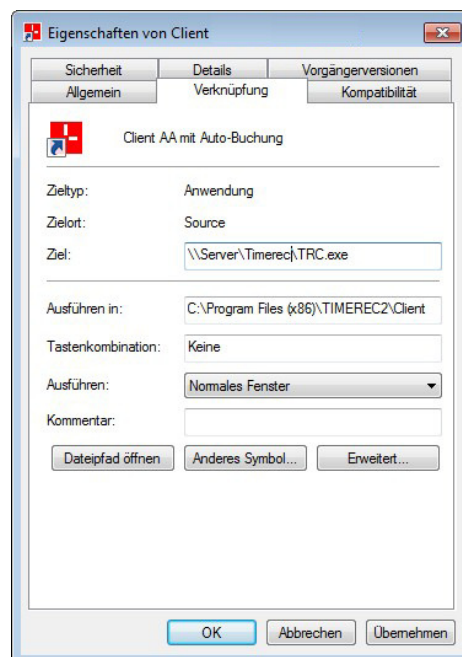 Eigenschaften von Client
Sicherheit Details Vorgängerversionen
Allgemein Verknüpfung Kompatibilität
Client AA mit Auto-Buchung
Zieltyp: Anwendung
Zielort: Source
Ziel: \\Server\Timerec\TRC.exe
Ausführen in: C:\Program Files (x86)\TIMEREC2\Client
Tastenkombination: Keine
Ausführen: Normales Fenster
Kommentar:
Dateipfad öffnen Anderes Symbol... Erweitert...
OK Abbrechen Übernehmen